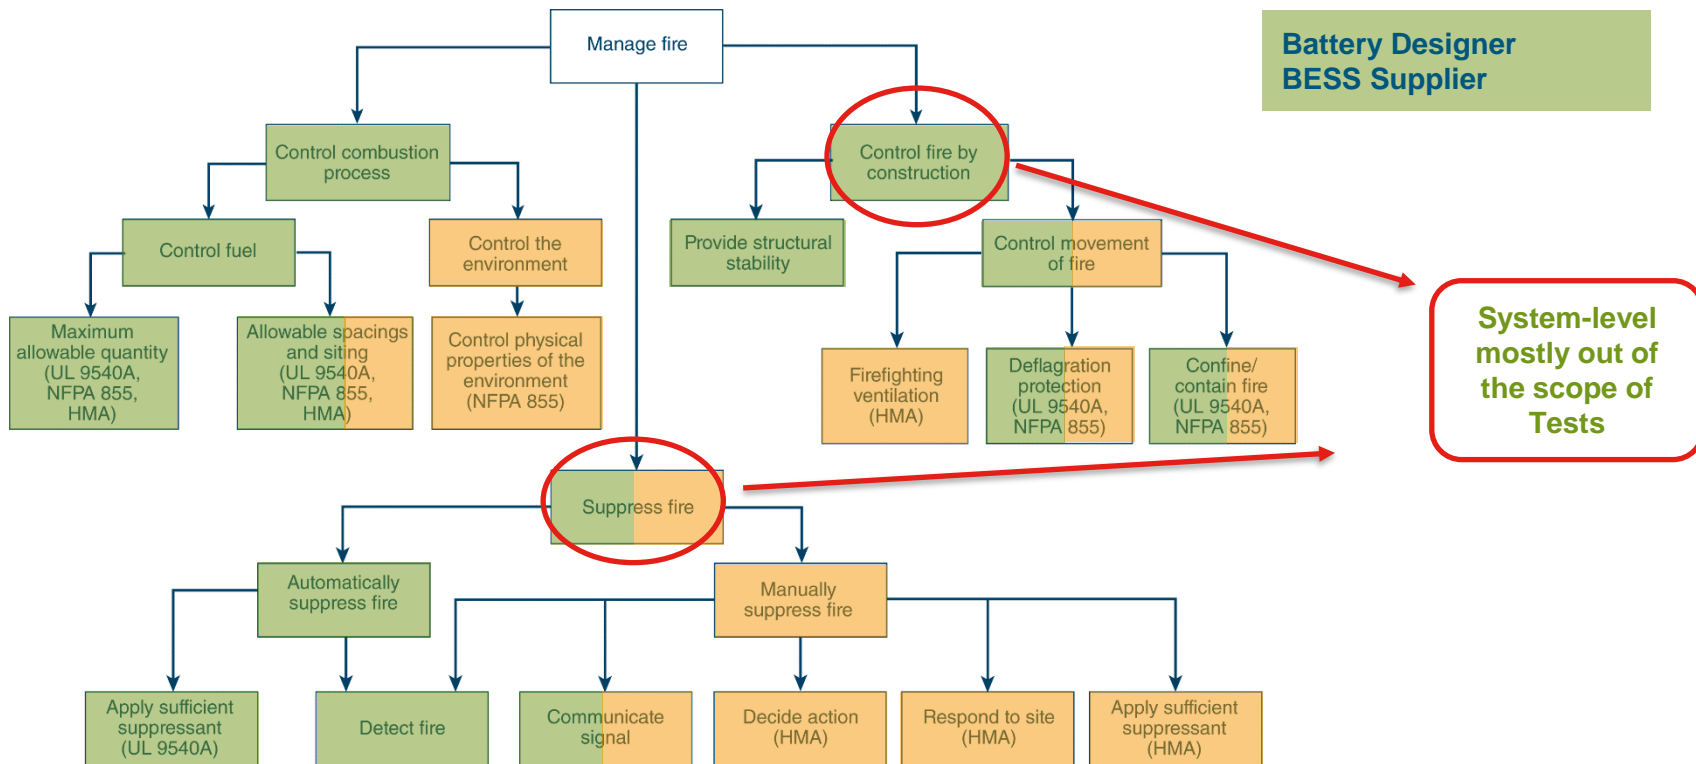 Manage fire
Battery Designer
BESS Supplier
Control combustion
process
Control fire by
construction
Control fuel
Control the
environment
Provide structural
stability
Control movement
of fire
Maximum
allowable quantity
(UL 9540A,
NFPA 855,
HMA)
Allowable spacings
and siting
(UL 9540A,
NFPA 855,
HMA)
Control physical
properties of the
environment
(NFPA 855)
Firefighting
ventilation
(HMA)
Deflagration
protection
(UL 9540A,
NFPA 855)
Confine/
contain fire
(UL 9540A,
NFPA 855)
System-level
mostly out of
the scope of
Tests
Suppress fire
Automatically
suppress fire
Manually
suppress fire
Apply sufficient
suppressant
(UL 9540A)
Detect fire
Communicate
signal
Decide action
(HMA)
Respond to site
(HMA)
Apply sufficient
suppressant
(HMA)